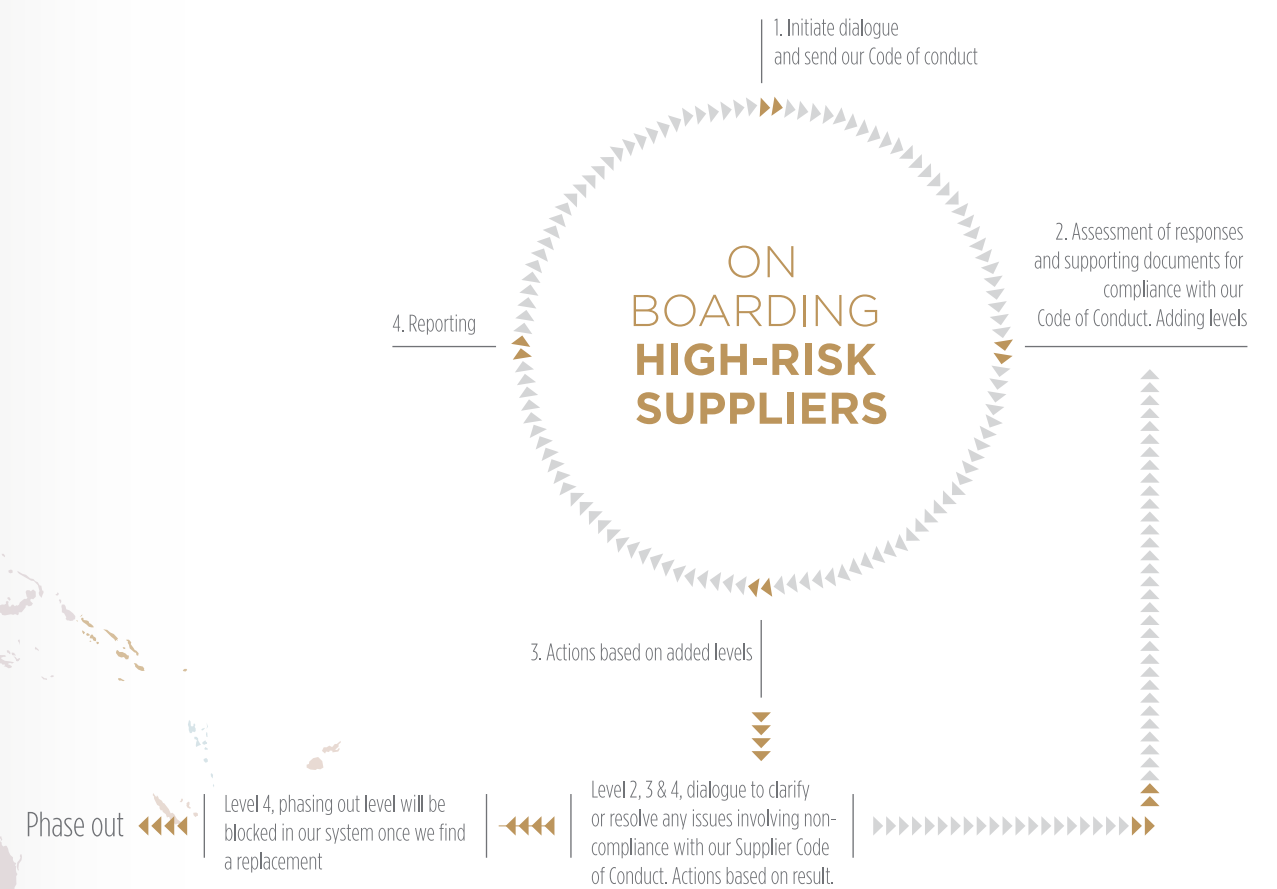 1. Initiate dialogue
and send our Code of conduct
2. Assessment of responses
and supporting documents for
compliance with our
Code of Conduct. Adding levels
ON
BOARDING
HIGH-RISK
SUPPLIERS
4. Reporting
3. Actions based on added levels
Level 2, 3 & 4, dialogue to clarify
or resolve any issues involving non-
compliance with our Supplier Code
of Conduct. Actions based on result.
Level 4, phasing out level will be
blocked in our system once we find
a replacement
Phase out